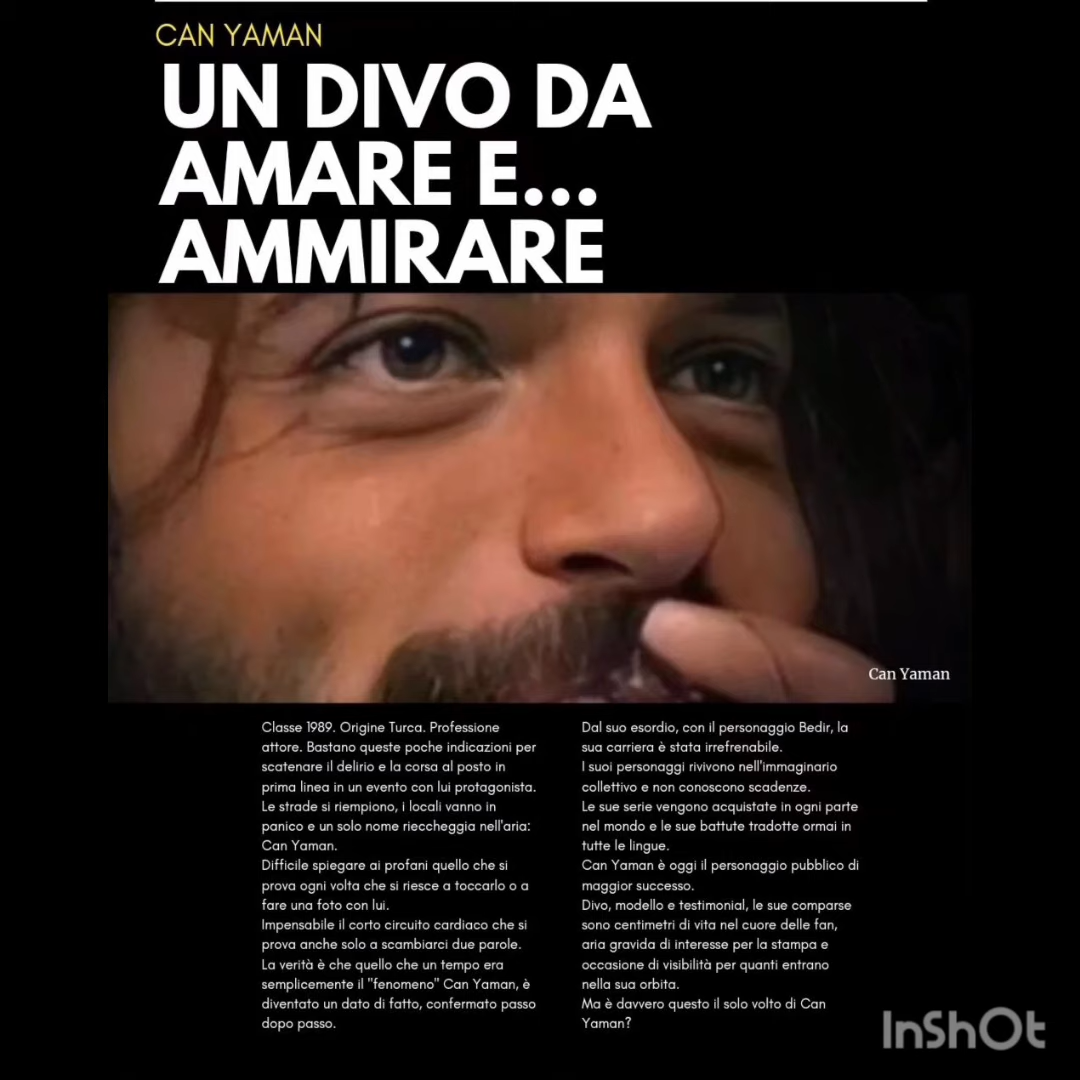 CAN YAMAN
UN DIVO DA
AMARE E...
AMMIRARE
Can Yaman
Classe 1989. Origine Turca. Professione
attore. Bastano queste poche indicazioni per
scatenare il delirio e la corsa al posto in
prima linea in un evento con lui protagonista.
Le strade si riempiono, i locali vanno in
panico e un solo nome rieccheggia nell'aria:
Can Yaman.
Difficile spiegare ai profani quello che si
prova ogni volta che si riesce a toccarlo o a
fare una foto con lui.
Impensabile il corto circuito cardiaco che si
prova anche solo a scambiarci due parole.
La verità è che quello che un tempo era
semplicemente il "fenomeno" Can Yaman, è
diventato un dato di fatto, confermato passo
dopo passo.
Dal suo esordio, con il personaggio Bedir, la
sua carriera è stata irrefrenabile.
I suoi personaggi rivivono nell'immaginario
collettivo e non conoscono scadenze.
Le sue serie vengono acquistate in ogni parte
nel mondo e le sue battute tradotte ormai in
tutte le lingue.
Can Yaman è oggi il personaggio pubblico di
maggior successo.
Divo, modello e testimonial, le sue comparse
sono centimetri di vita nel cuore delle fan,
aria gravida di interesse per la stampa e
occasione di visibilità per quanti entrano
nella sua orbita.
Ma è davvero questo il solo volto di Can
Yaman?
InShOt